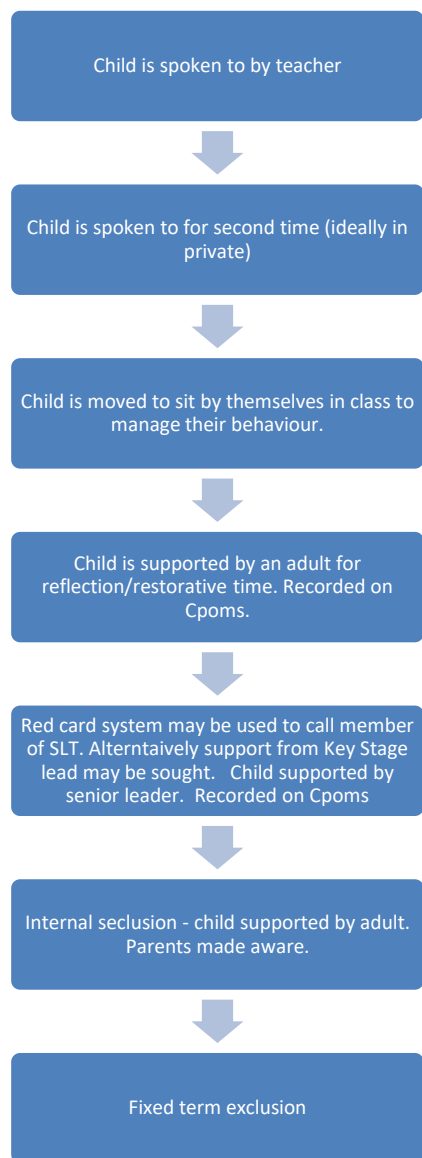 Child is spoken to by teacher
Child is spoken to for second time (ideally in
private)
Child is moved to sit by themselves in class to
manage their behaviour.
Child is supported by an adult for
reflection/restorative time. Recorded on
Cpoms.
Red card system may be used to call member
of SLT. Alterntaively support from Key Stage
lead may be sought.   Child supported by
senior leader.  Recorded on Cpoms
Internal seclusion - child supported by adult.
Parents made aware.
Fixed term exclusion